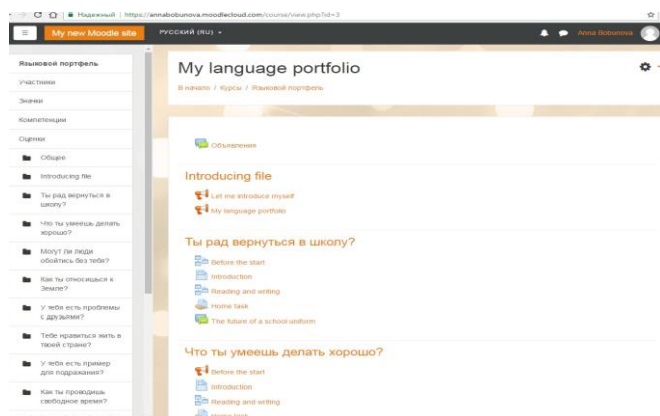 Надежный | https://annabobunova.moodlecloud.com/course/view.php?id=3
My new Moodle site
РУССКИЙ (RU)
Anna Bobunova
Языковой портфель
Участники
Значки
Компетенции
Оценки
Общее
Introducing file
Ты рад вернуться в
школу?
Что ты умеешь делать
хорошо?
Могут ли люди
обойтись без тебя?
Как ты относишься к
Земле?
У тебя есть проблемы
с друзьями?
Тебе нравиться жить в
твоей стране?
У тебя есть пример
для подражания?
Как ты проводишь
свободное время?
My language portfolio
В начало / Курсы / Языковой портфель
Объявления
Introducing file
Let me introduce myself
My language portfolio
Ты рад вернуться в школу?
Before the start
Introduction
Reading and writing
Home task
The future of a school uniform
Что ты умеешь делать хорошо?
Before the start
Introduction
Reading and writing
Home task